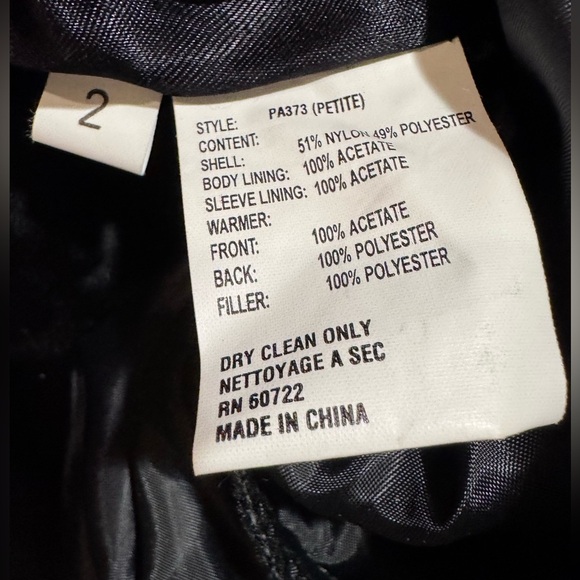 2
STYLE: PA373 (PETITE)
CONTENT:
SHELL: 51% NYLON 49% POLYESTER
BODY LINING: 100% ACETATE
SLEEVE LINING: 100% ACETATE
WARMER:
FRONT: 100% ACETATE
BACK: 100% POLYESTER
FILLER: 100% POLYESTER
DRY CLEAN ONLY
NETTOYAGE A SEC
RN 60722
MADE IN CHINA